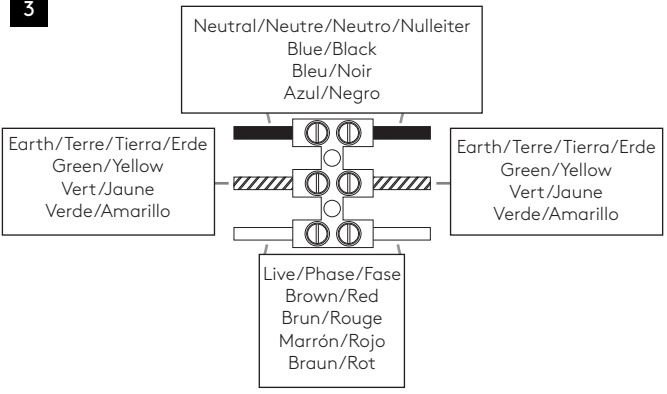 3
Neutral/Neutre/Neutro/Nulleiter
Blue/Black
Bleu/Noir
Azul/Negro
Earth/Terre/Tierra/Erde
Green/Yellow
Vert/Jaune
Verde/Amarillo
Earth/Terre/Tierra/Erde
Green/Yellow
Vert/Jaune
Verde/Amarillo
Live/Phase/Fase
Brown/Red
Brun/Rouge
Marrón/Rojo
Braun/Rot